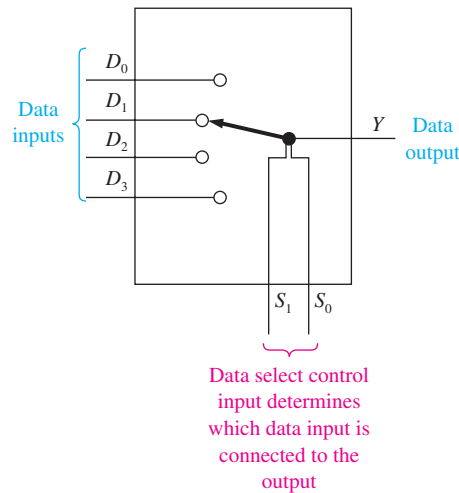 D₀
D₁
D₂
D₃
Data
inputs
Y
Data
output
S₁ S₀
Data select control
input determines
which data input is
connected to the
output